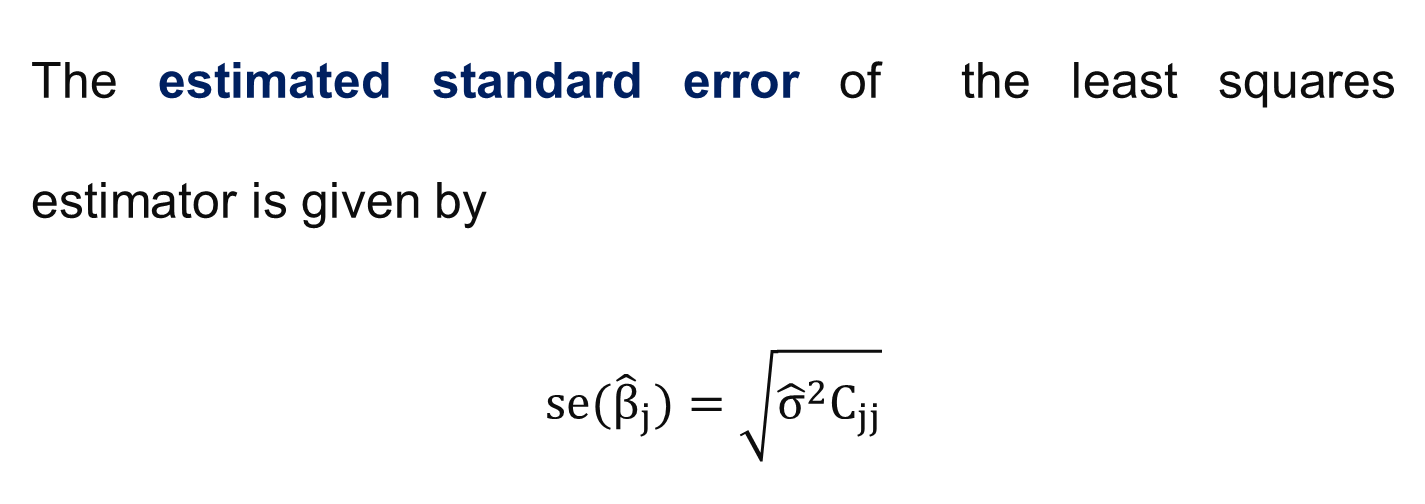 The estimated standard error of the least squares
estimator is given by
se(β̂ⱼ) = √(σ̂²Cⱼⱼ)